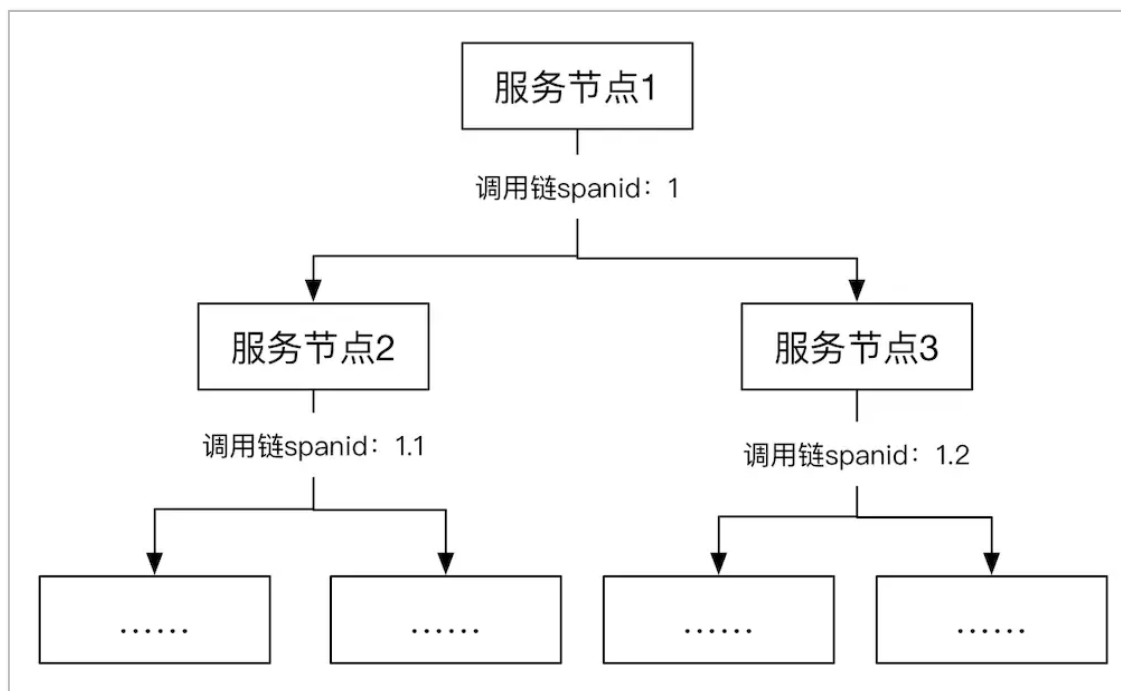 服务节点1
调用链spanid：1
服务节点2
服务节点3
调用链spanid：1.1
调用链spanid：1.2
……
……
……
……